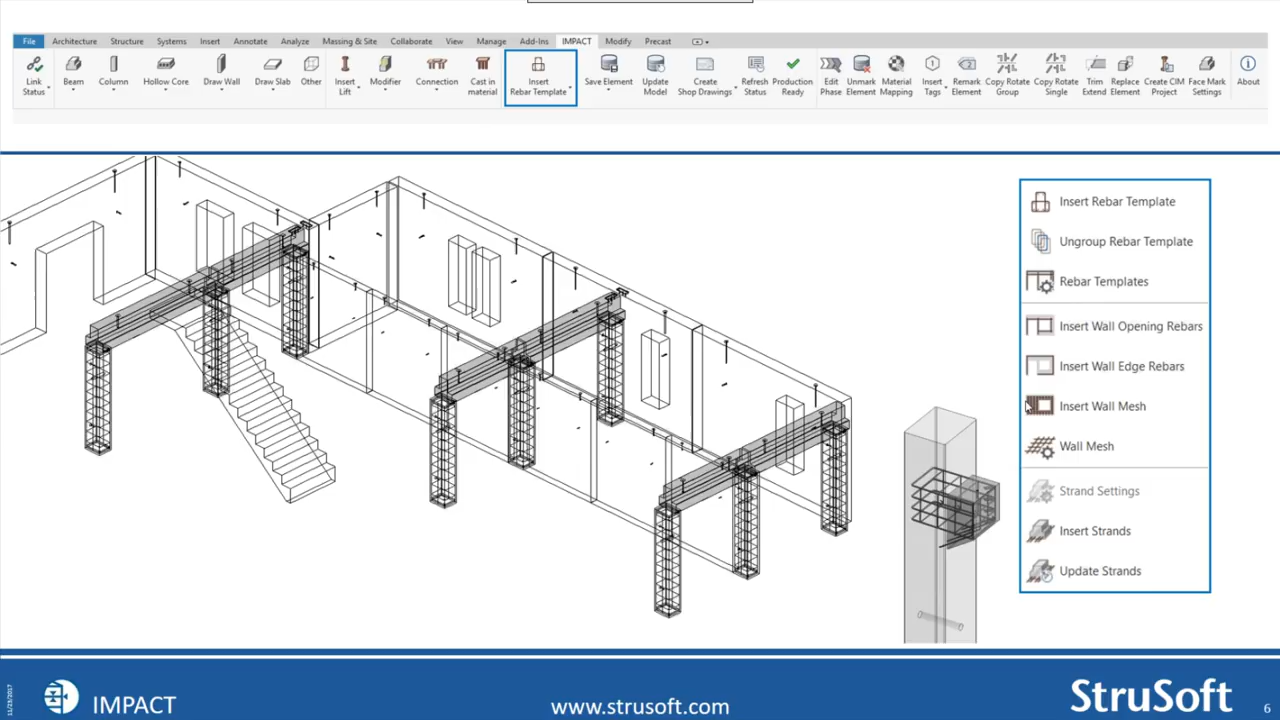 File Architecture Structure Systems Insert Annotate Analyze Massing & Site Collaborate View Manage Add-Ins IMPACT Modify Precast
Link Status
Beam
Column
Hollow Core
Draw Wall
Draw Slab
Other
Insert Lift
Modifier
Connection
Cast in material
Insert Rebar Template
Save Element
Update Model
Create Shop Drawings
Refresh Status
Production Ready
Edit Phase
Unmark Element
Material Mapping
Insert Tags
Remark Element
Copy Rotate Group
Copy Rotate Single
Trim Extend
Replace Element
Create CIM Project
Face Mark Settings
About
Insert Rebar Template
Ungroup Rebar Template
Rebar Templates
Insert Wall Opening Rebars
Insert Wall Edge Rebars
Insert Wall Mesh
Wall Mesh
Strand Settings
Insert Strands
Update Strands
11/23/2017
IMPACT
www.strusoft.com
StruSoft
6